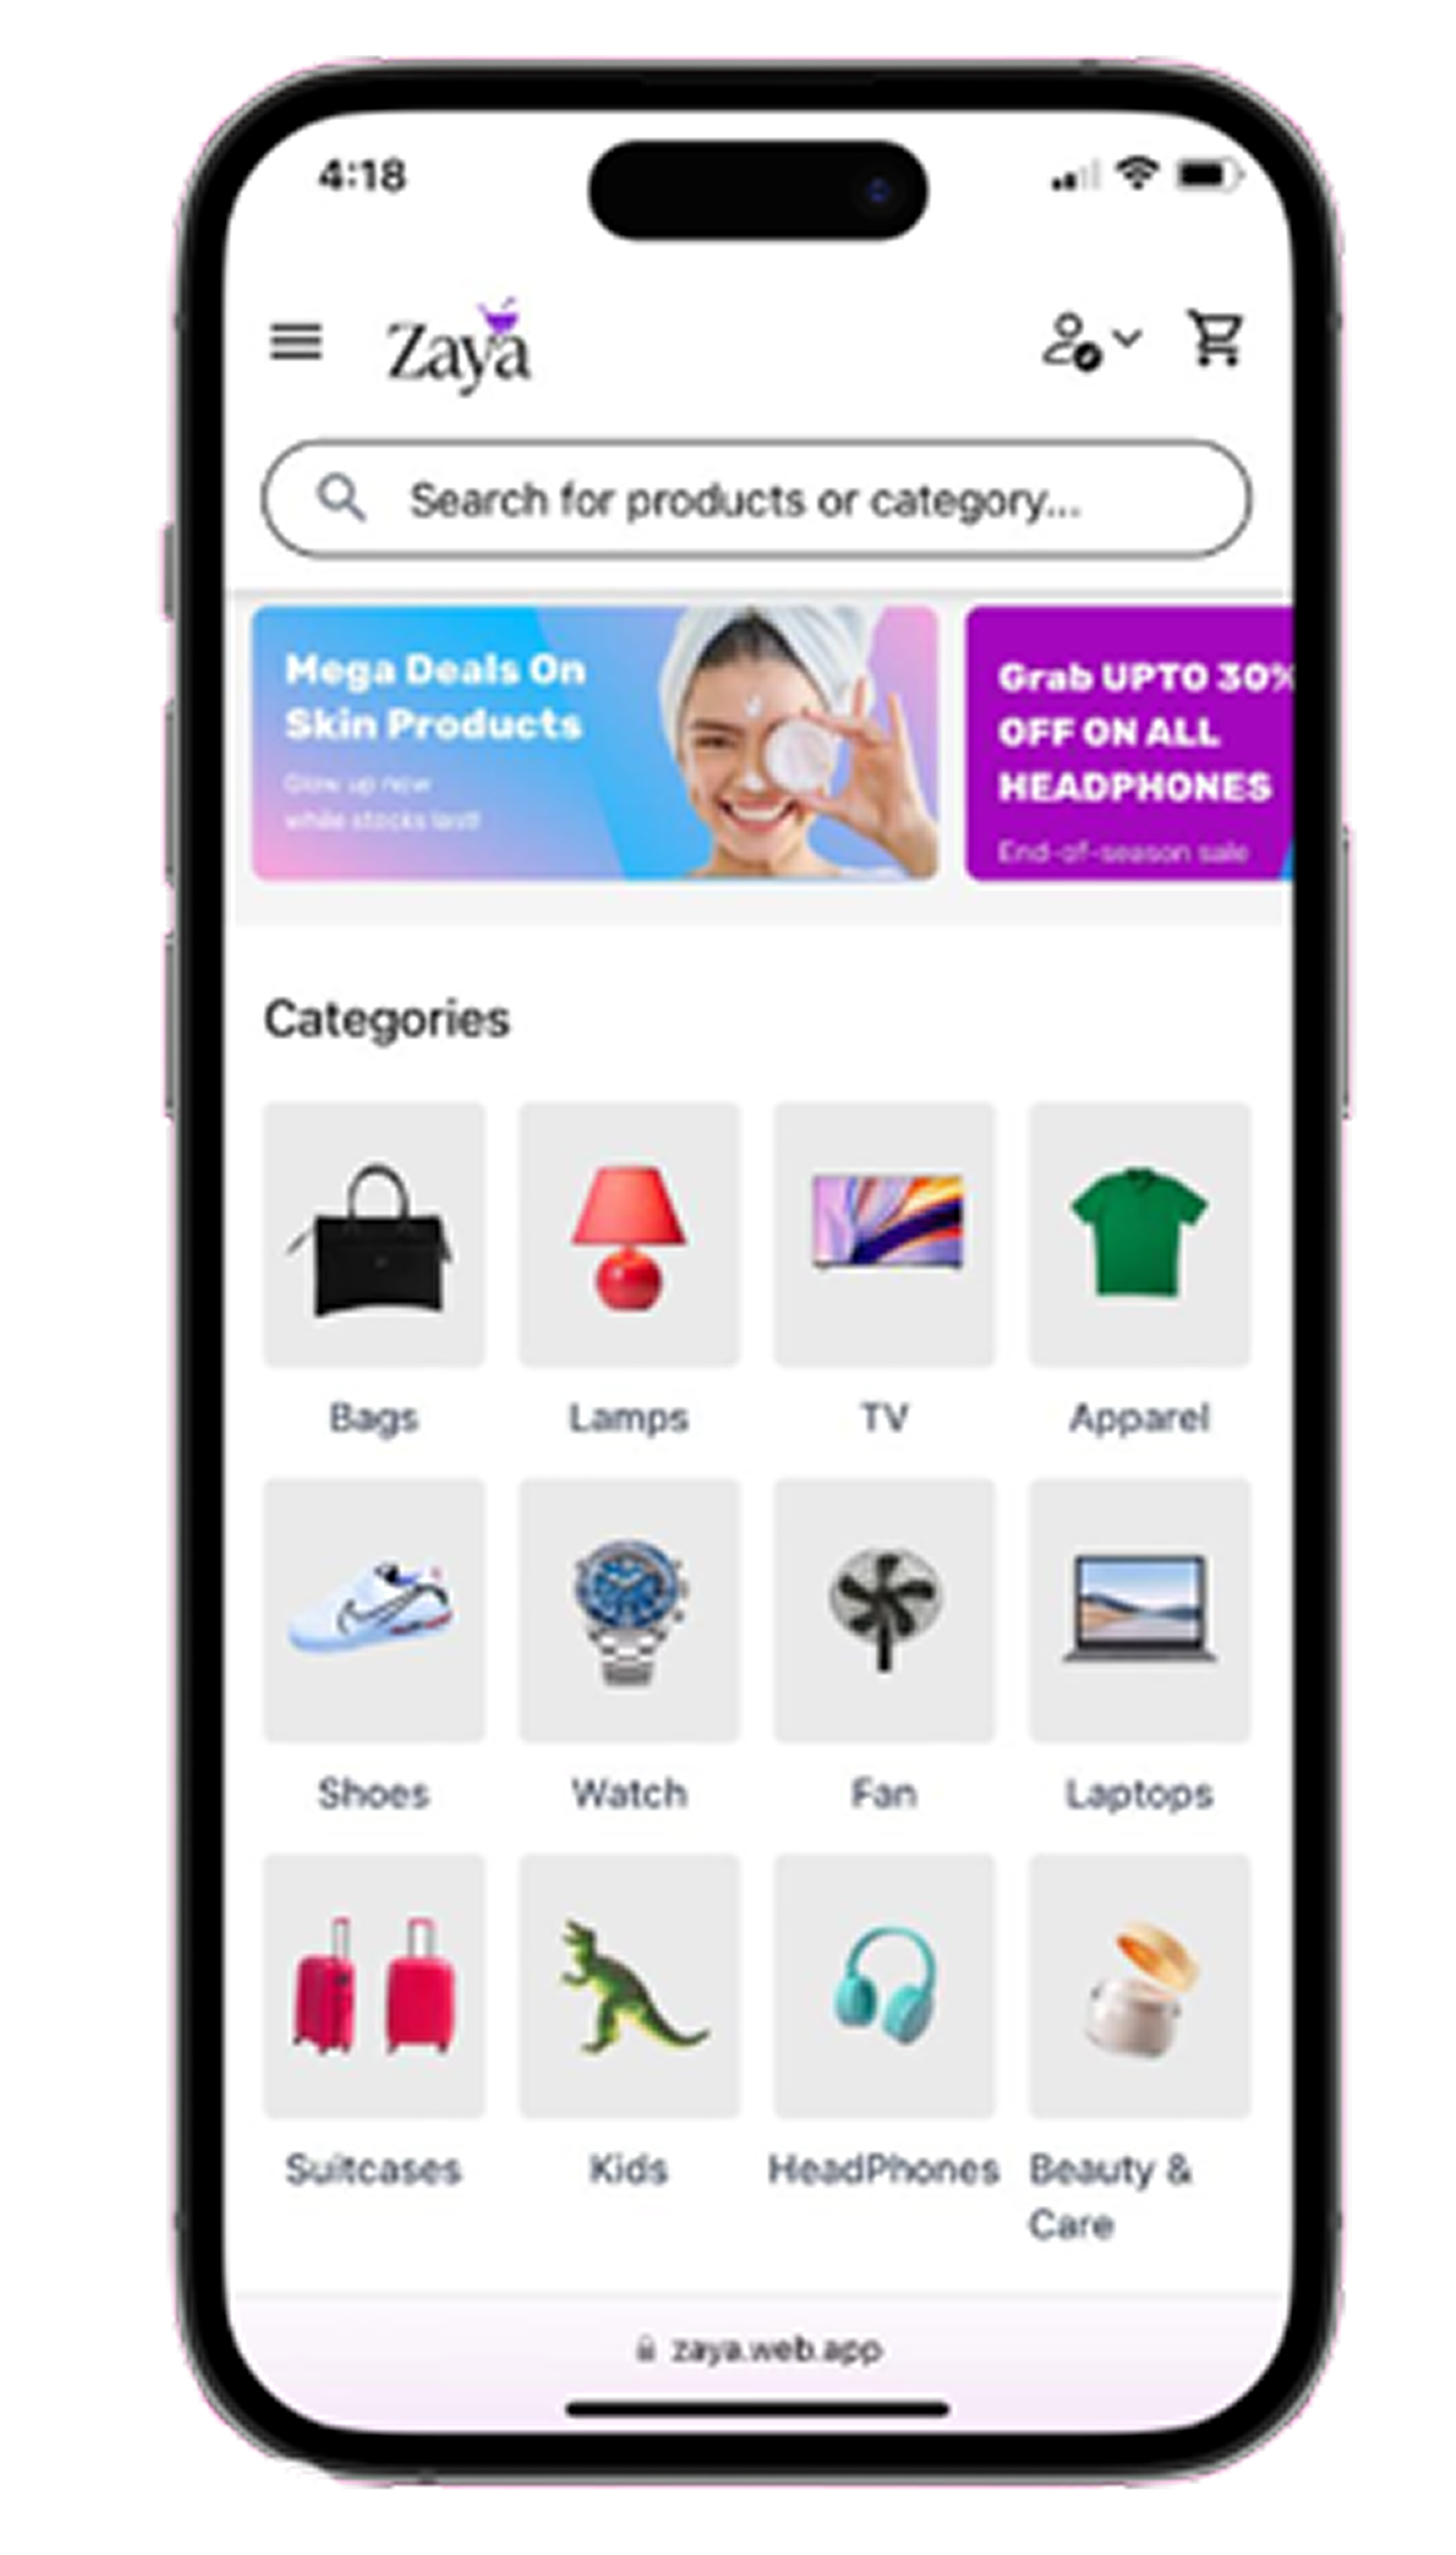 4:18
Zaya
Search for products or category...
Mega Deals On
Skin Products
Glow up now
while stocks last!
Grab UPTO 30%
OFF ON ALL
HEADPHONES
End-of-season sale
Categories
Bags
Lamps
TV
Apparel
Shoes
Watch
Fan
Laptops
Suitcases
Kids
HeadPhones
Beauty &
Care
zaya.web.app